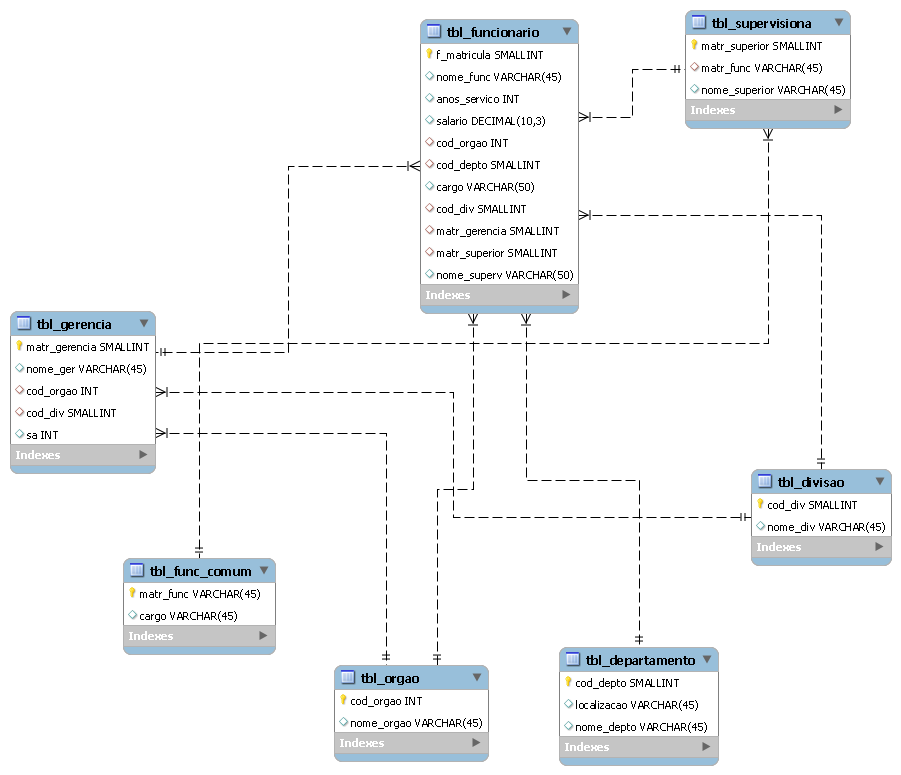 tbl_funcionario
f_matricula SMALLINT
nome_func VARCHAR(45)
anos_servico INT
salario DECIMAL(10,3)
cod_orgao INT
cod_depto SMALLINT
cargo VARCHAR(50)
cod_div SMALLINT
matr_gerencia SMALLINT
matr_superior SMALLINT
nome_superv VARCHAR(50)
Indexes
tbl_supervisiona
matr_superior SMALLINT
matr_func VARCHAR(45)
nome_superior VARCHAR(45)
Indexes
tbl_gerencia
matr_gerencia SMALLINT
nome_ger VARCHAR(45)
cod_orgao INT
cod_div SMALLINT
sa INT
Indexes
tbl_divisao
cod_div SMALLINT
nome_div VARCHAR(45)
Indexes
tbl_func_comum
matr_func VARCHAR(45)
cargo VARCHAR(45)
Indexes
tbl_orgao
cod_orgao INT
nome_orgao VARCHAR(45)
Indexes
tbl_departamento
cod_depto SMALLINT
localizacao VARCHAR(45)
nome_depto VARCHAR(45)
Indexes